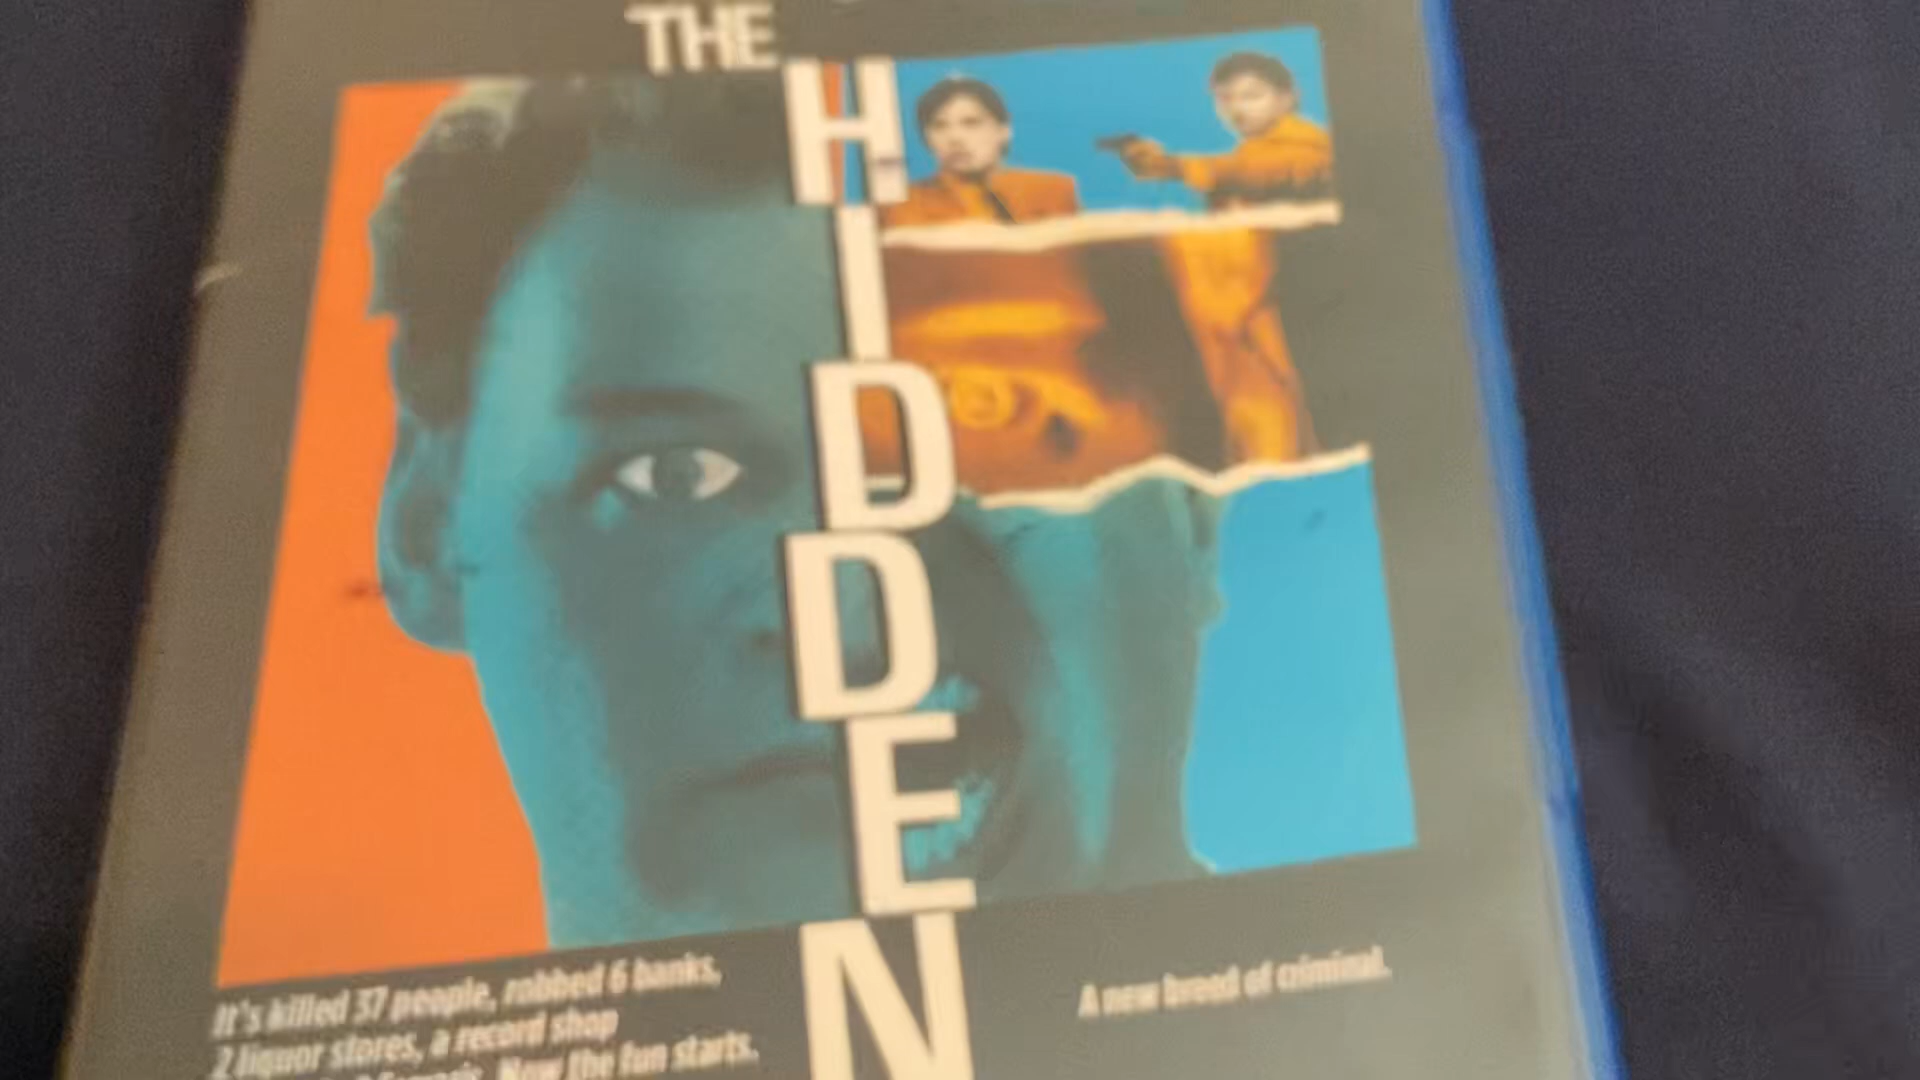 THE
HIDDEN
It's killed 37 people, robbed 6 banks,
2 liquor stores, a record shop
Now the fun starts.
A new breed of criminal.